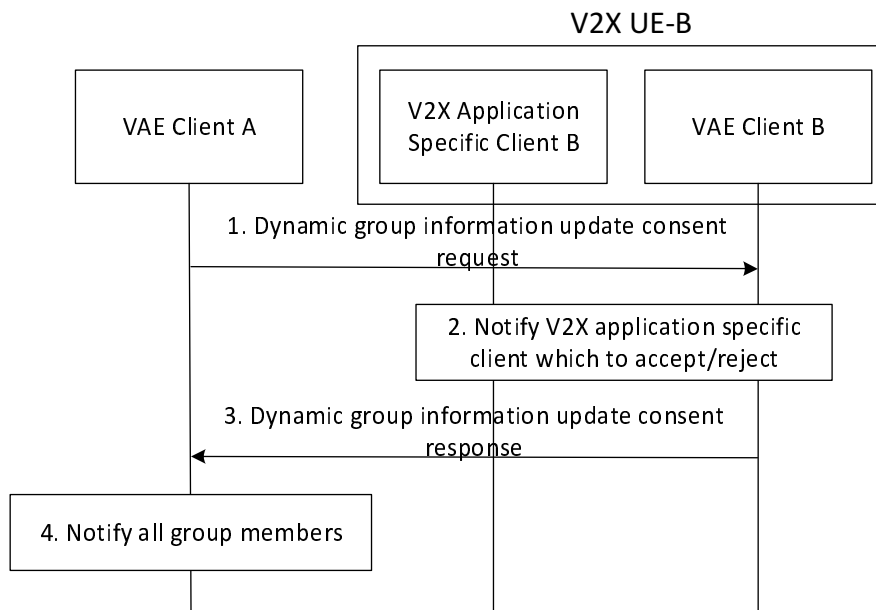 V2X UE-B
VAE Client A
V2X Application
Specific Client B
VAE Client B
1. Dynamic group information update consent
request
2. Notify V2X application specific
client which to accept/reject
3. Dynamic group information update consent
response
4. Notify all group members